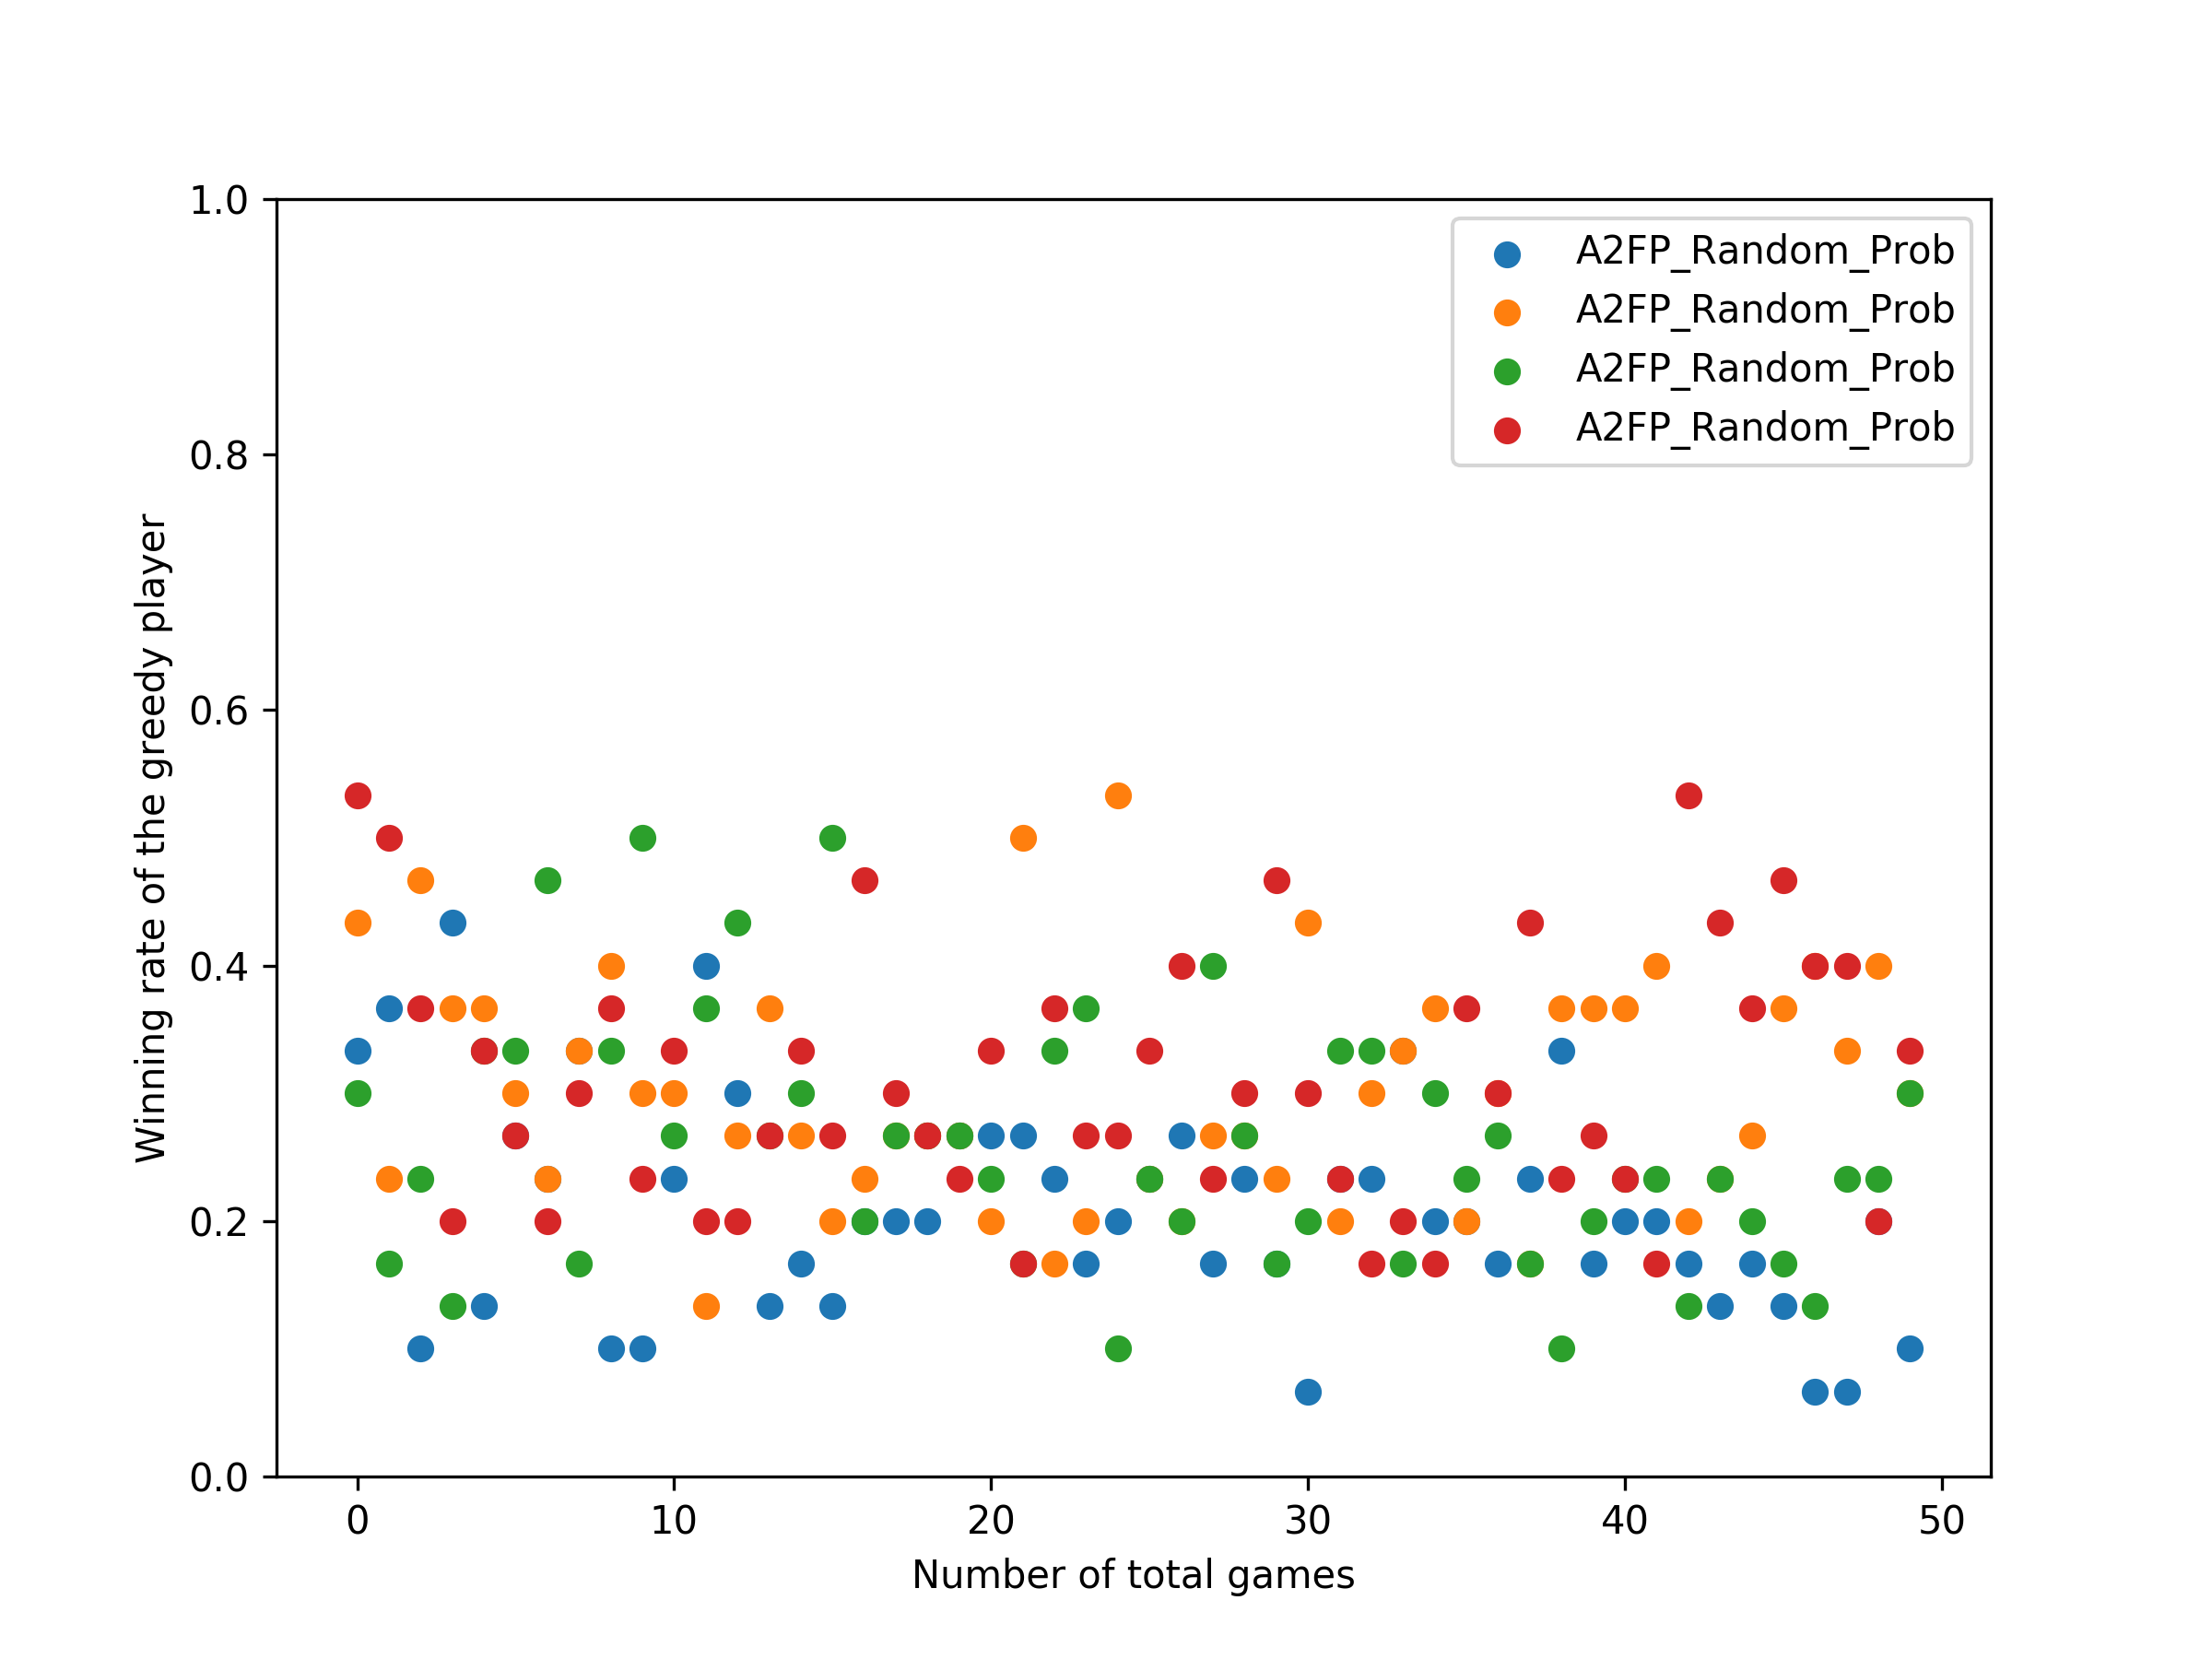 1.0
0.8
0.6
0.4
0.2
0.0
Winning rate of the greedy player
A2FP_Random_Prob
A2FP_Random_Prob
A2FP_Random_Prob
A2FP_Random_Prob
0 10 20 30 40 50
Number of total games